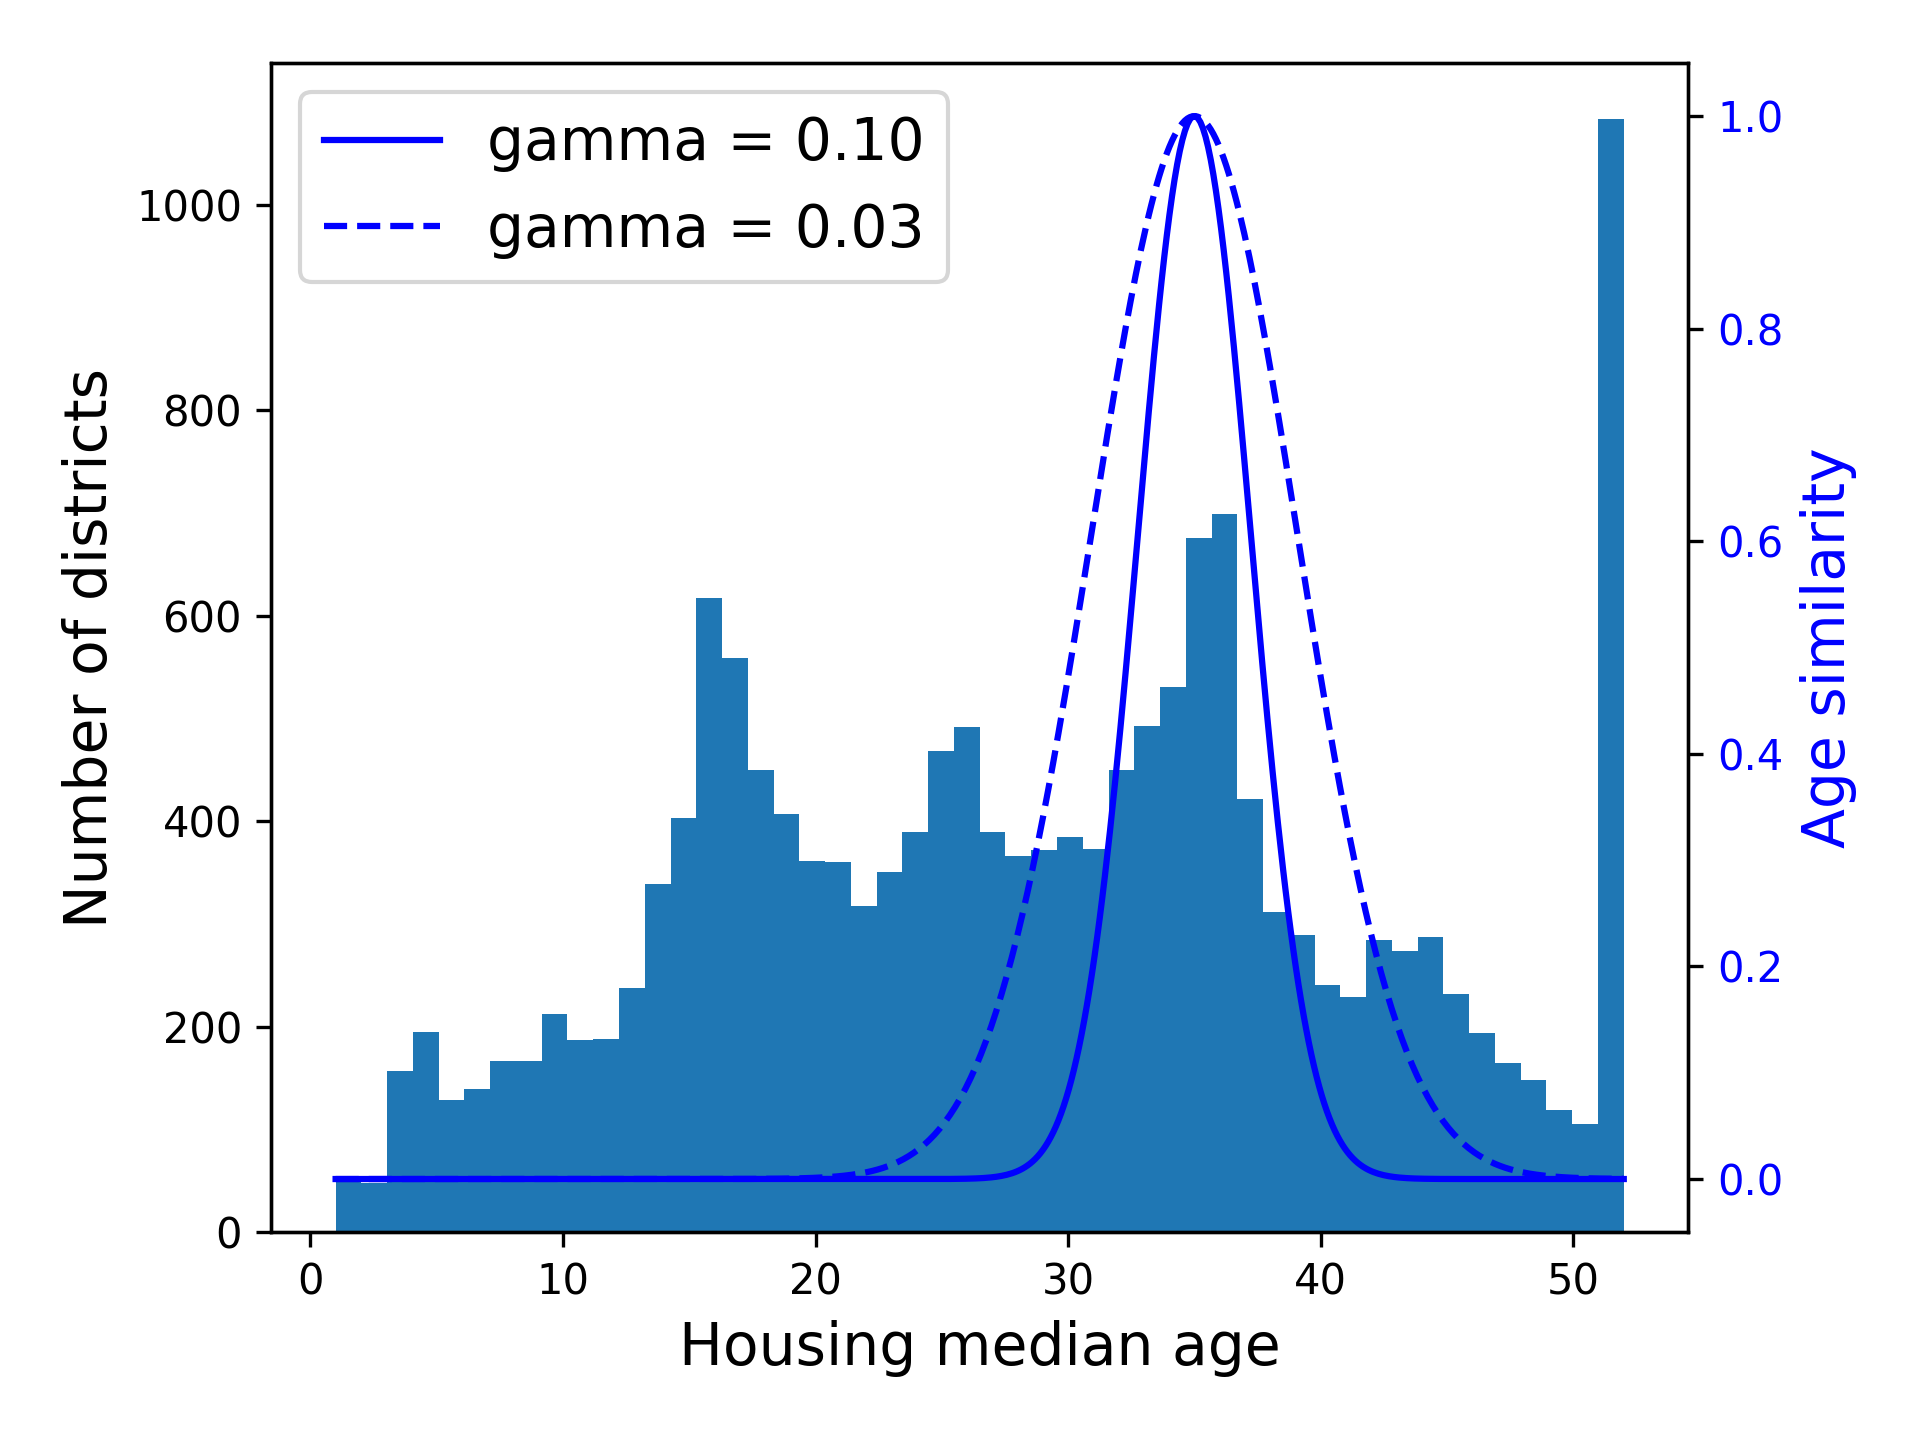 gamma = 0.10
gamma = 0.03
Number of districts
1000
800
600
400
200
0
0 10 20 30 40 50
Housing median age
1.0
0.8
0.6
0.4
0.2
0.0
Age similarity